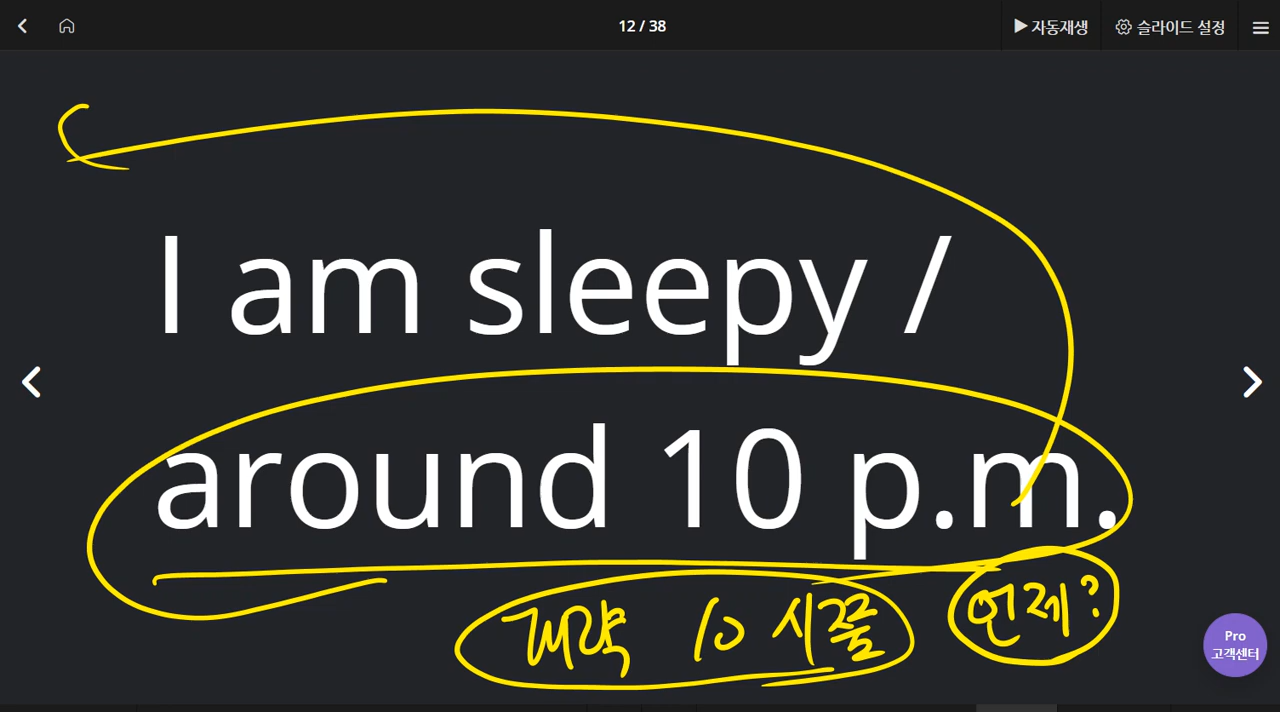 12 / 38
자동재생
슬라이드 설정
I am sleepy /
around 10 p.m.
언제?
대략 10 시쯤
Pro
고객센터